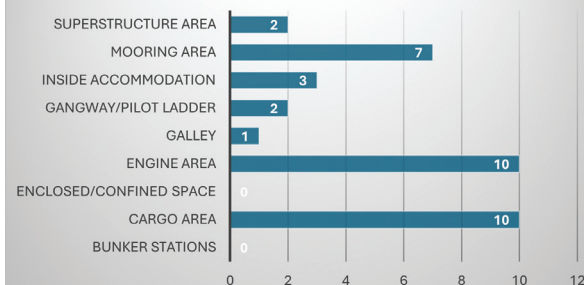 SUPERSTRUCTURE AREA 2
MOORING AREA 7
INSIDE ACCOMMODATION 3
GANGWAY/PILOT LADDER 2
GALLEY 1
ENGINE AREA 10
ENCLOSED/CONFINED SPACE 0
CARGO AREA 10
BUNKER STATIONS 0
0 2 4 6 8 10 12